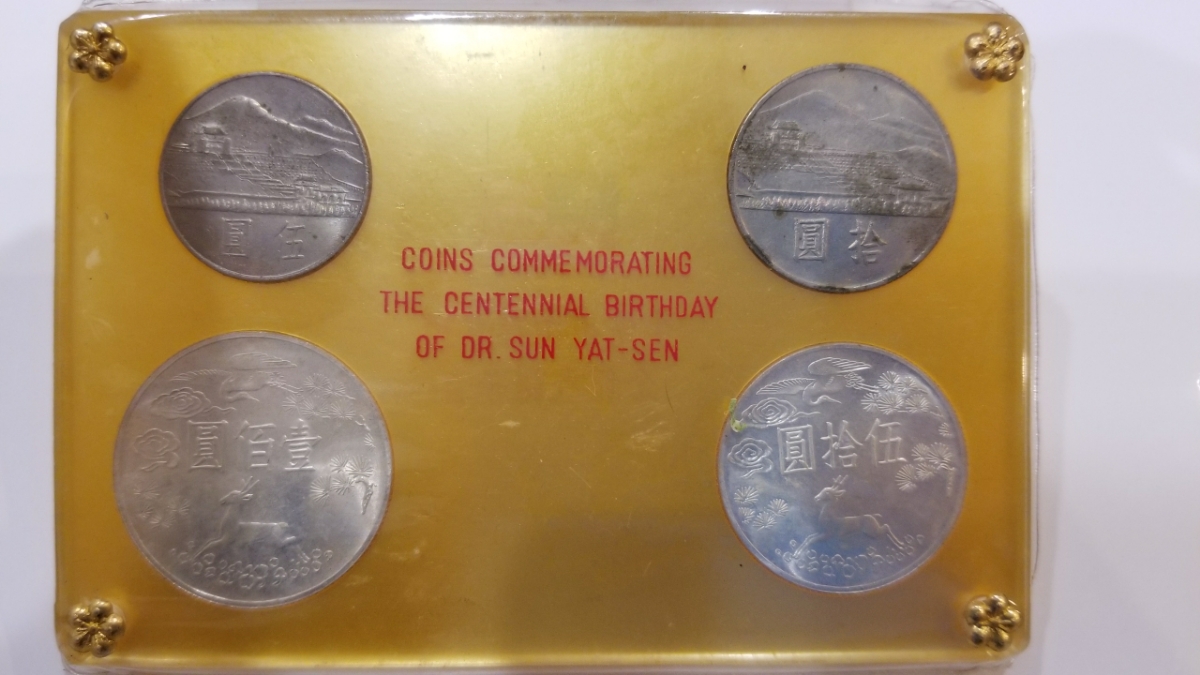 伍圓
拾圓
COINS COMMEMORATING
THE CENTENNIAL BIRTHDAY
OF DR. SUN YAT-SEN
壹佰圓
伍拾圓